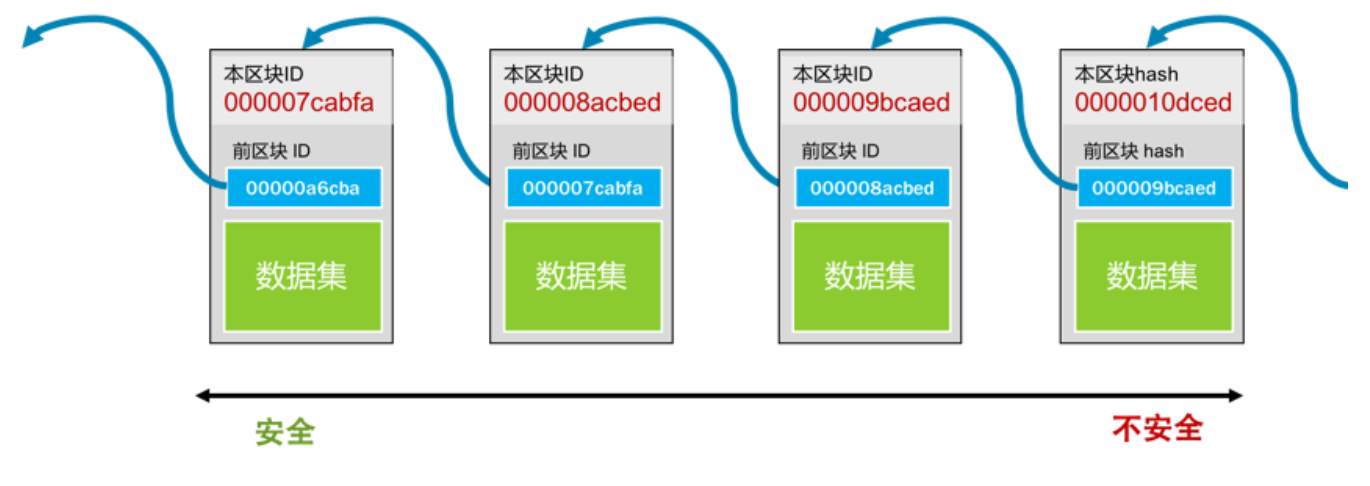 本区块ID
000007cabfa
前区块 ID
00000a6cba
数据集
本区块ID
000008acbed
前区块 ID
000007cabfa
数据集
本区块ID
000009bcaed
前区块 ID
000008acbed
数据集
本区块hash
0000010dced
前区块 hash
000009bcaed
数据集
安全
不安全